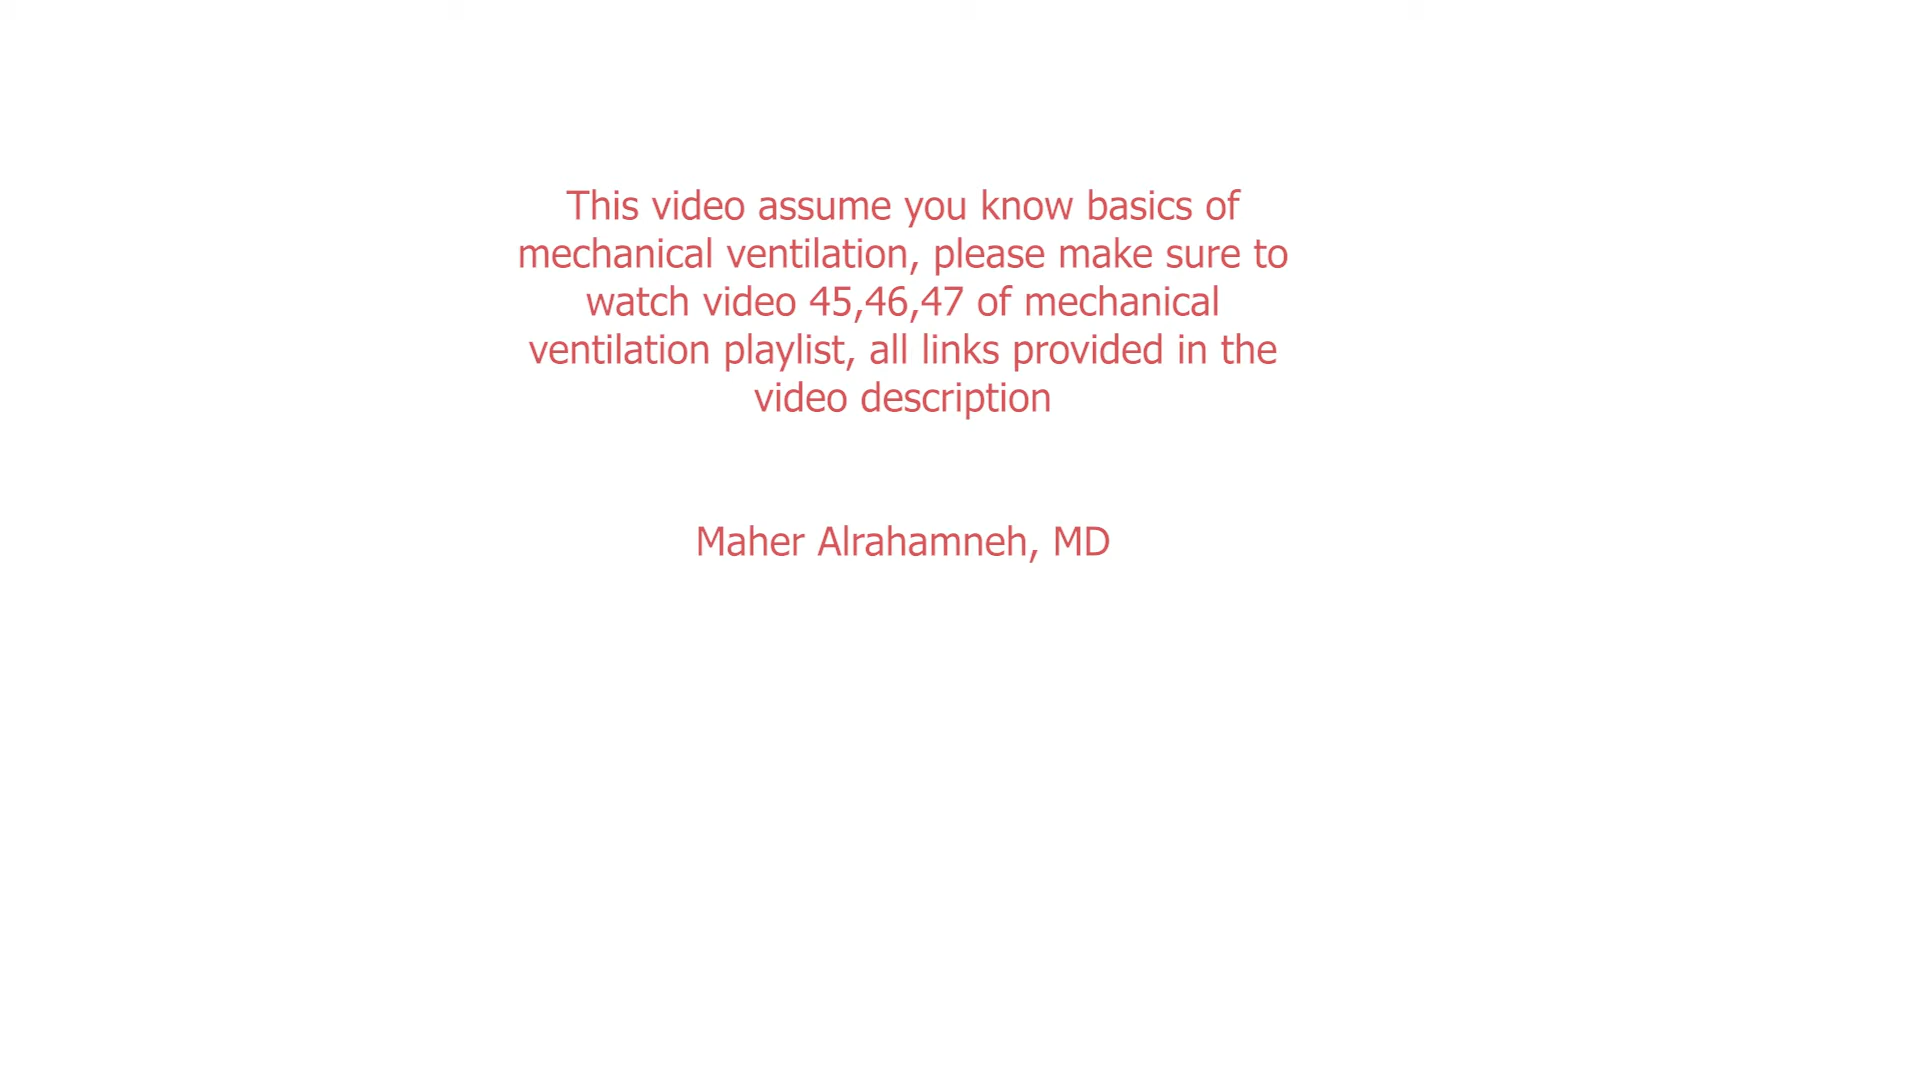 This video assume you know basics of
mechanical ventilation, please make sure to
watch video 45,46,47 of mechanical
ventilation playlist, all links provided in the
video description
Maher Alrahamneh, MD